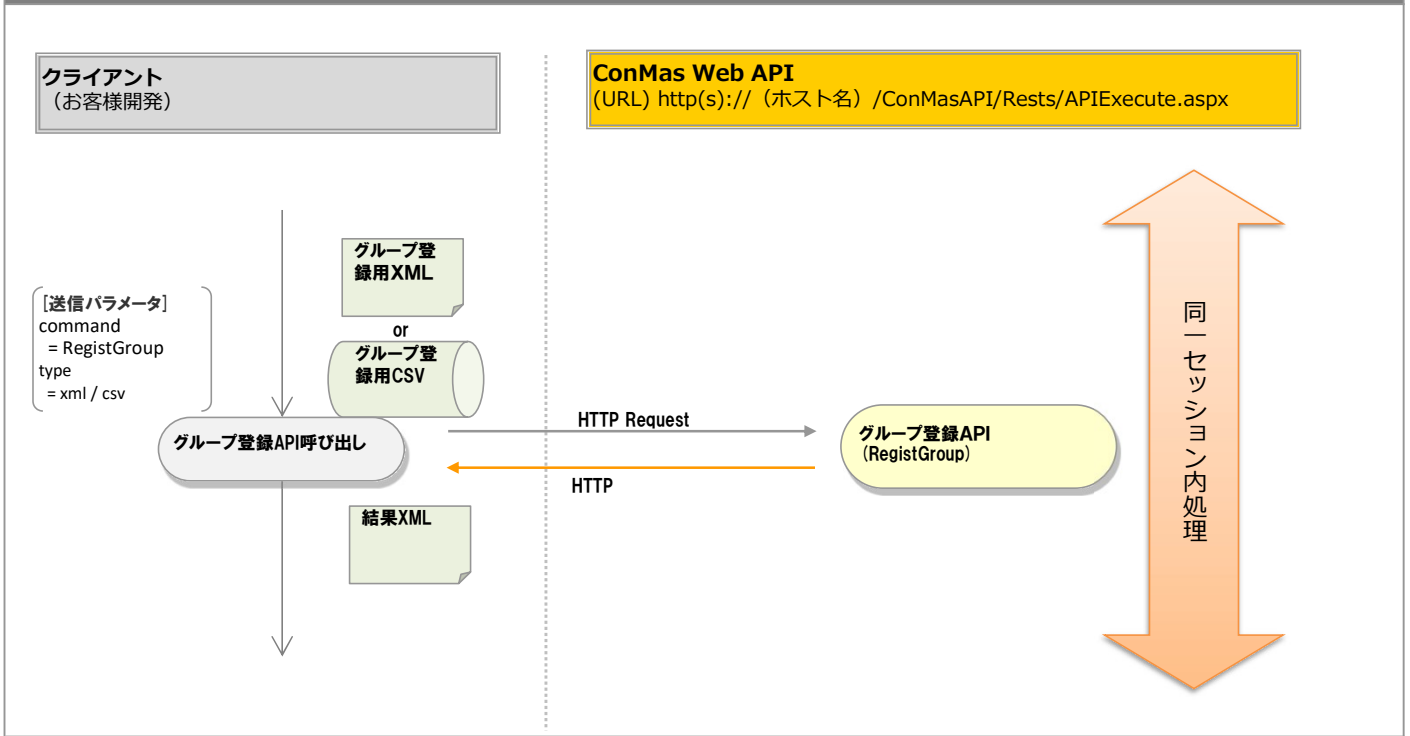 クライアント
（お客様開発）
ConMas Web API
(URL) http(s)://（ホスト名）/ConMasAPI/Rests/APIExecute.aspx
グループ登
録用XML
or
グループ登
録用CSV
[送信パラメータ]
command
= RegistGroup
type
= xml / csv
グループ登録API呼び出し
HTTP Request
HTTP
グループ登録API
（RegistGroup）
結果XML
同一セッション内処理